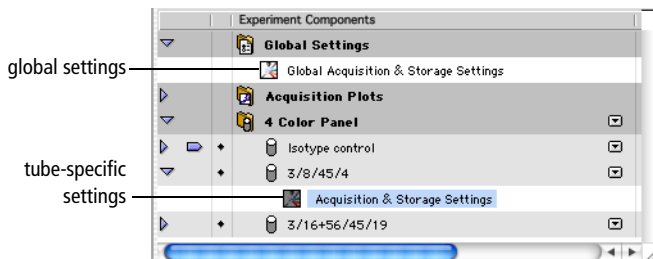 Experiment Components
Global Settings
global settings
Global Acquisition & Storage Settings
Acquisition Plots
4 Color Panel
Isotype control
3/8/45/4
tube-specific
settings
Acquisition & Storage Settings
3/16+56/45/19